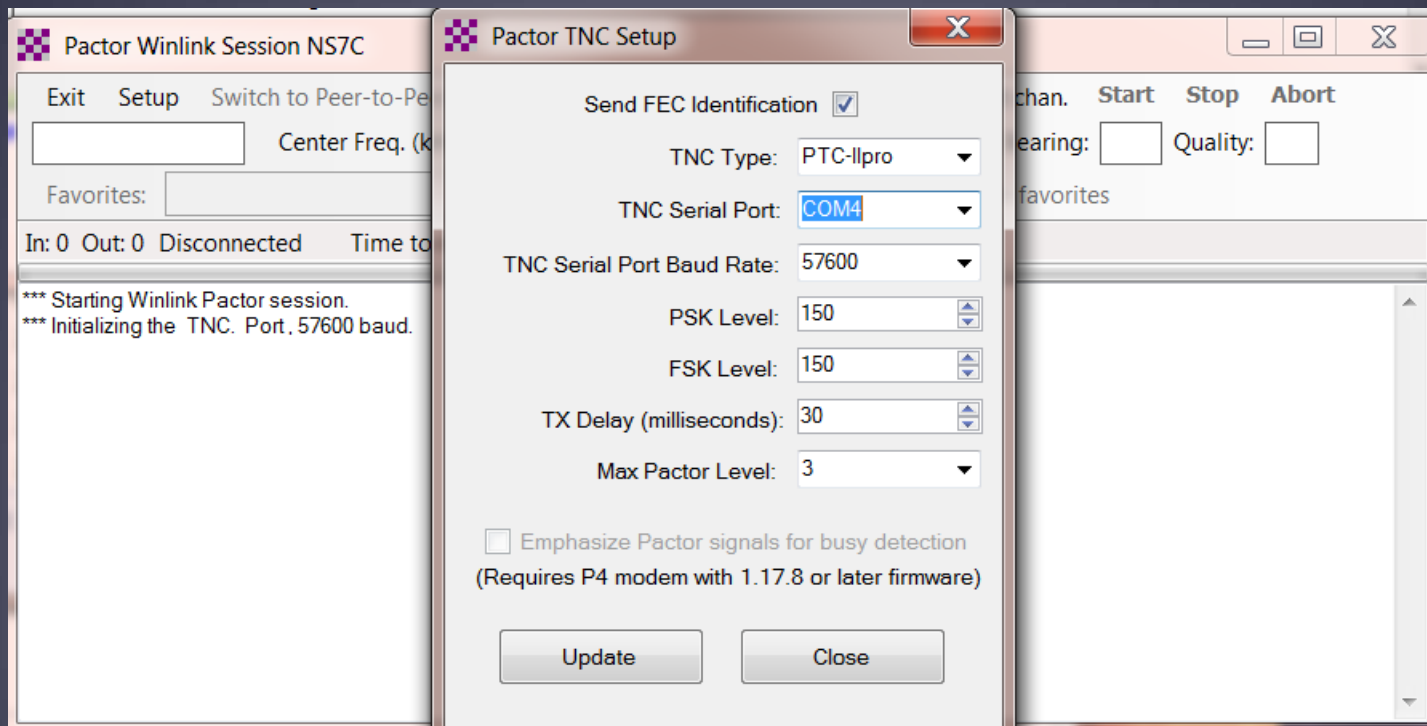 Pactor Winlink Session NS7C
Pactor TNC Setup
Exit Setup Switch to Peer-to-Pe
chan. Start Stop Abort
Center Freq. (k
earing: Quality:
Favorites:
favorites
In: 0 Out: 0 Disconnected Time to
*** Starting Winlink Pactor session.
*** Initializing the TNC. Port , 57600 baud.
Send FEC Identification
TNC Type: PTC-IIpro
TNC Serial Port: COM4
TNC Serial Port Baud Rate: 57600
PSK Level: 150
FSK Level: 150
TX Delay (milliseconds): 30
Max Pactor Level: 3
Emphasize Pactor signals for busy detection
(Requires P4 modem with 1.17.8 or later firmware)
Update Close